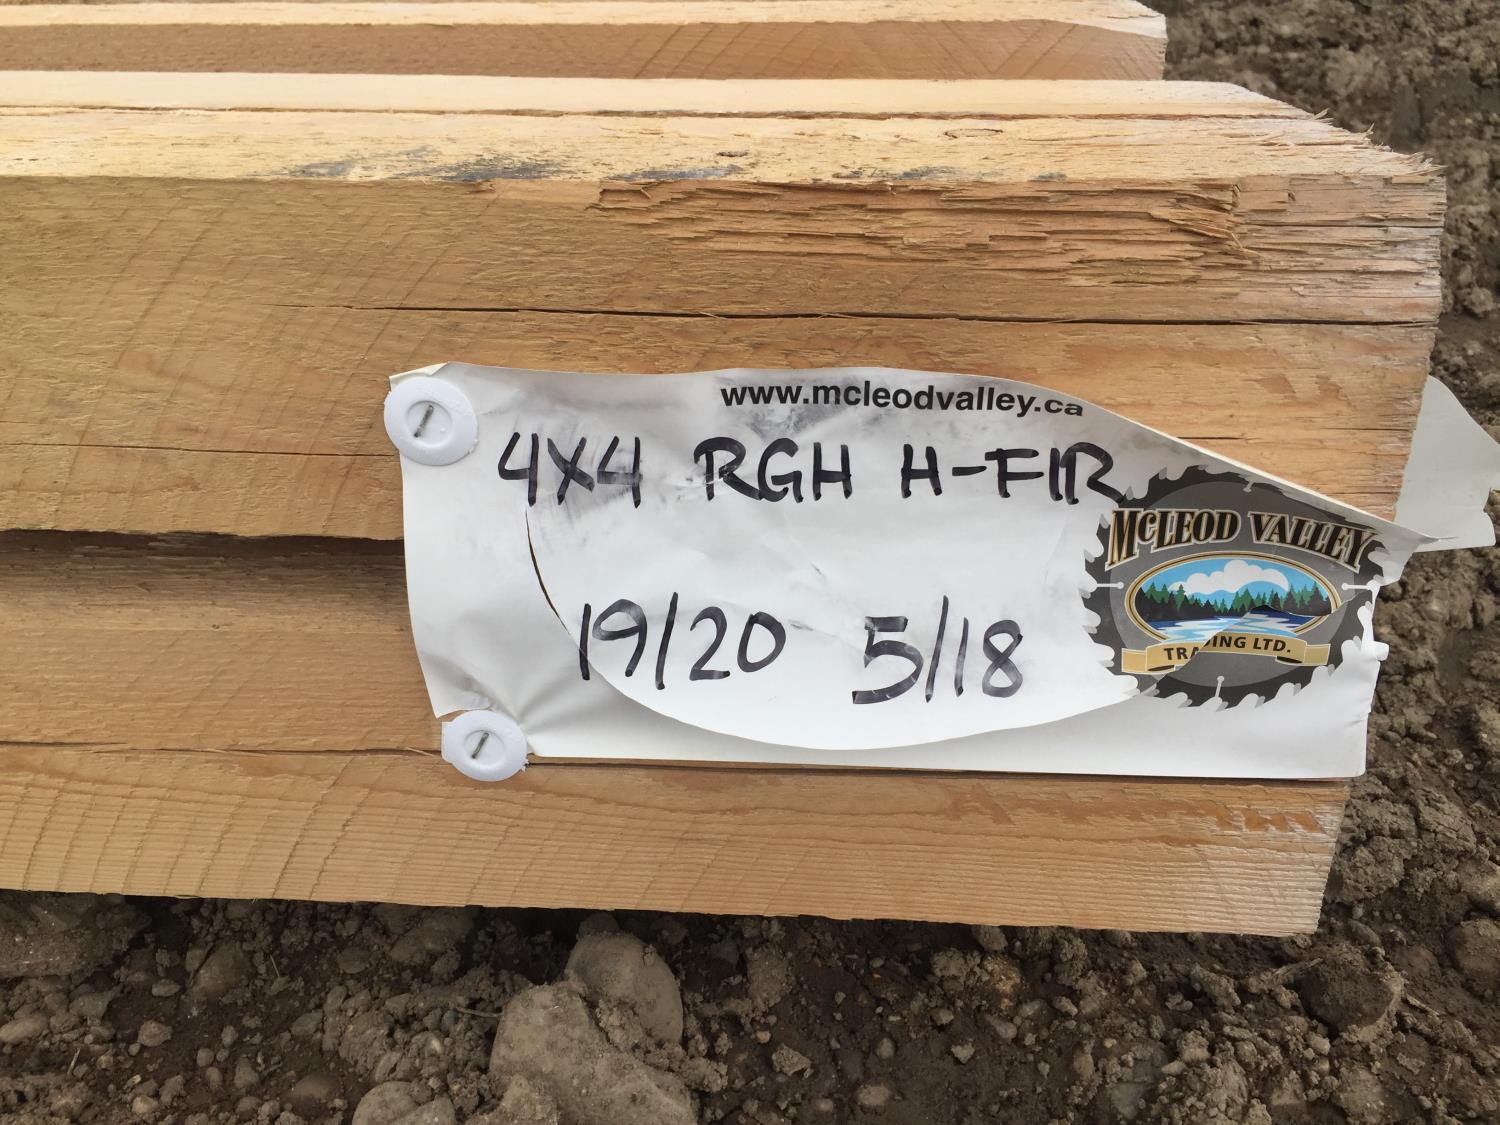 www.mcleodvalley.ca
4X4 RGH H-FIR
McLEOD VALLEY
TRADING LTD.
19/20 5/18